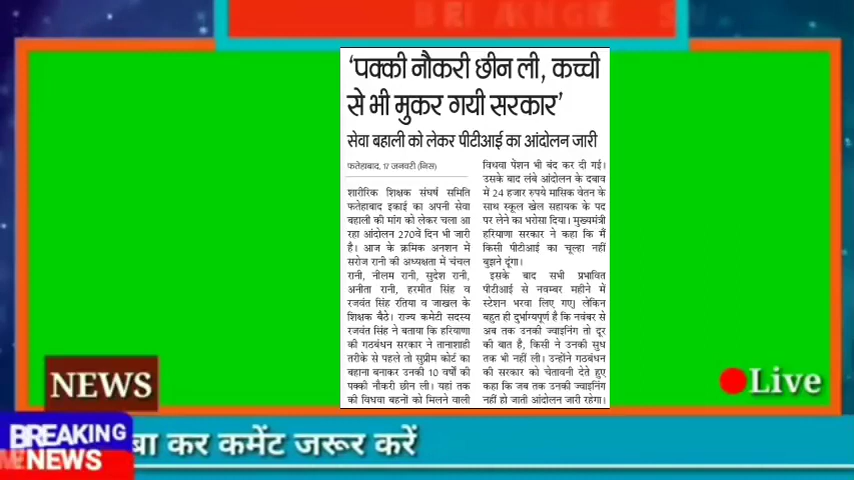 'पक्की नौकरी छीन ली, कच्ची
से भी मुकर गयी सरकार'
सेवा बहाली को लेकर पीटीआई का आंदोलन जारी
फतेहाबाद, 17 जनवरी (निस)
शारीरिक शिक्षक संघर्ष समिति
फतेहाबाद इकाई का अपनी सेवा
बहाली की मांग को लेकर चला आ
रहा आंदोलन 270वें दिन भी जारी
है। आज के क्रमिक अनशन में
सरोज रानी की अध्यक्षता में चंचल
रानी, नीलम रानी, सुदेश रानी,
अनीता रानी, हरमीत सिंह व
रजवंत सिंह रतिया व जाखल के
शिक्षक बैठे। राज्य कमेटी सदस्य
रजवंत सिंह ने बताया कि हरियाणा
की गठबंधन सरकार ने तानाशाही
तरीके से पहले तो सुप्रीम कोर्ट का
बहाना बनाकर उनकी 10 वर्षों की
पक्की नौकरी छीन ली। यहां तक
की विधवा बहनों को मिलने वाली
विधवा पेंशन भी बंद कर दी गई।
उसके बाद लंबे आंदोलन के दबाव
में 24 हजार रुपये मासिक वेतन के
साथ स्कूल खेल सहायक के पद
पर लेने का भरोसा दिया। मुख्यमंत्री
हरियाणा सरकार ने कहा कि मैं
किसी पीटीआई का चूल्हा नहीं
बुझने दूंगा।
इसके बाद सभी प्रभावित
पीटीआई से नवम्बर महीने में
स्टेशन भरवा लिए गए। लेकिन
बहुत ही दुर्भाग्यपूर्ण है कि नवंबर से
अब तक उनकी ज्वाइनिंग तो दूर
की बात है, किसी ने उनकी सुध
तक भी नहीं ली। उन्होंने गठबंधन
की सरकार को चेतावनी देते हुए
कहा कि जब तक उनकी ज्वाइनिंग
नहीं हो जाती आंदोलन जारी रहेगा।
NEWS
Live
BREAKING
NEWS
बा कर कमेंट जरूर करें